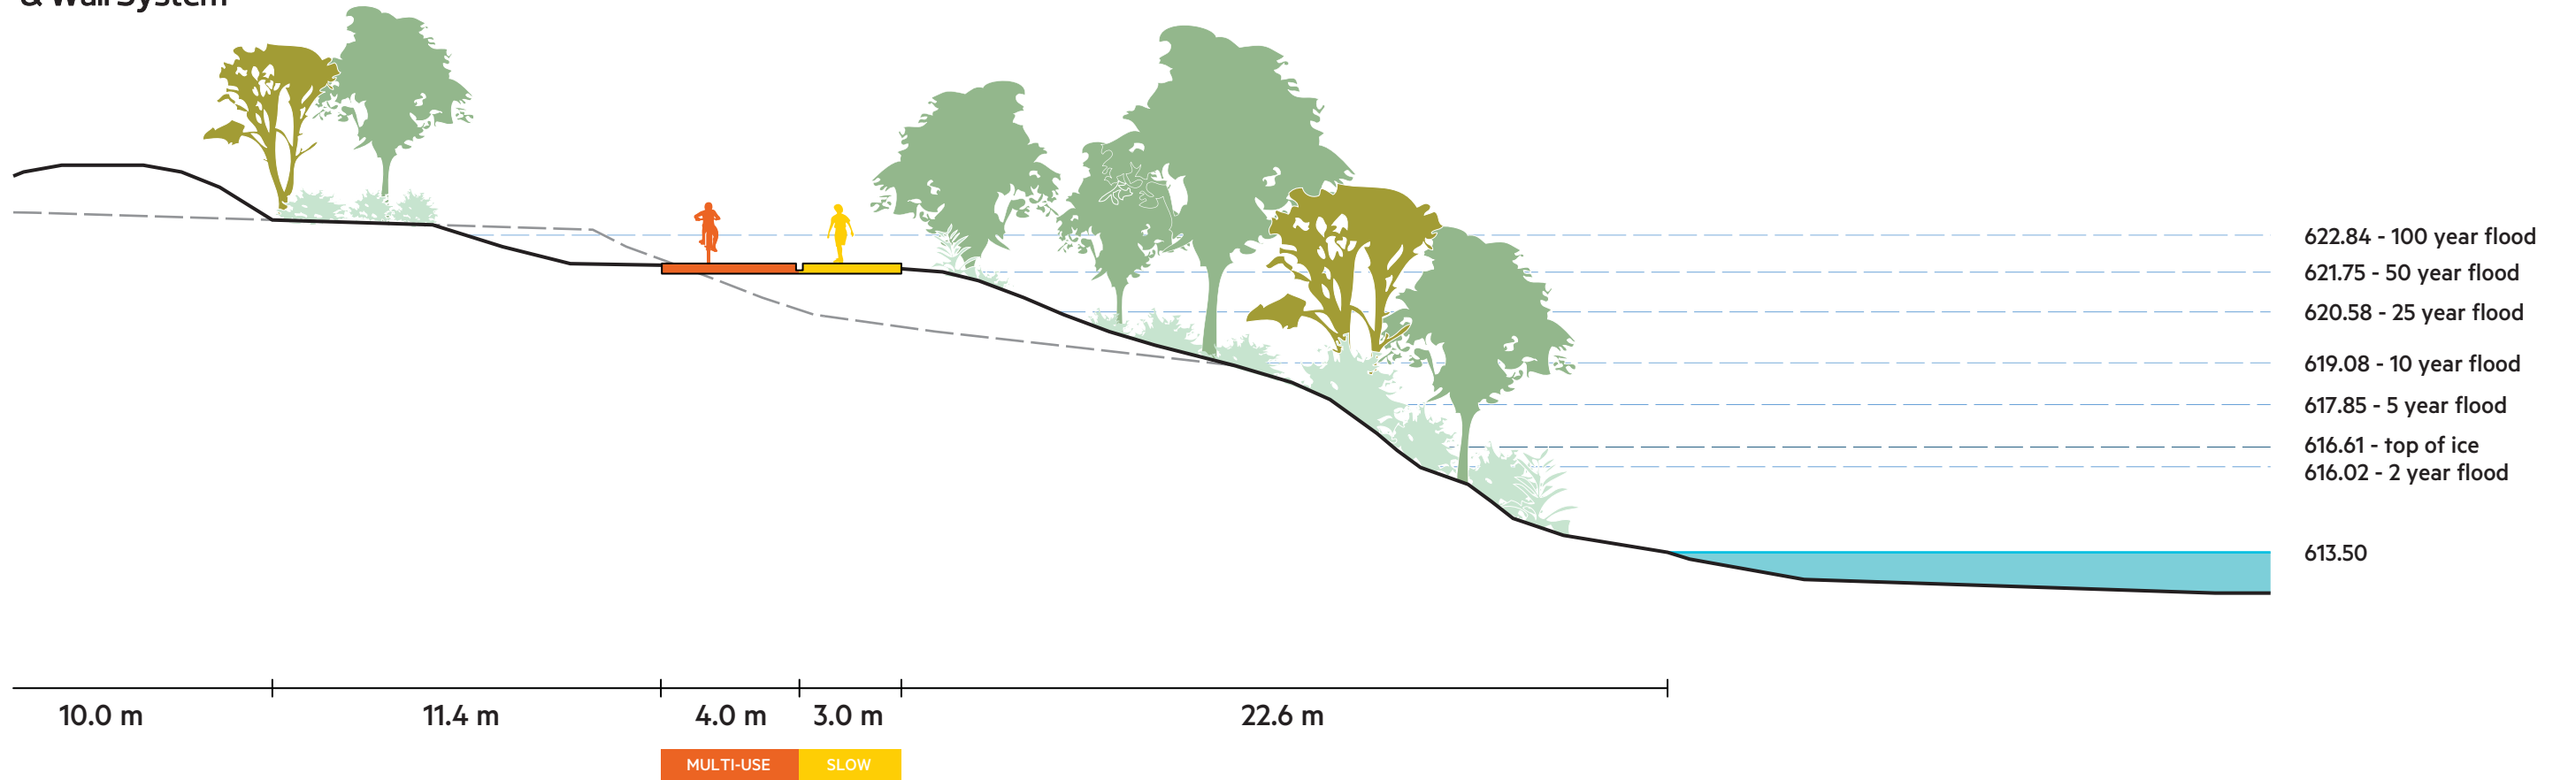 & Wall System
622.84 - 100 year flood
621.75 - 50 year flood
620.58 - 25 year flood
619.08 - 10 year flood
617.85 - 5 year flood
616.61 - top of ice
616.02 - 2 year flood
613.50
10.0 m
11.4 m
4.0 m
3.0 m
22.6 m
MULTI-USE
SLOW